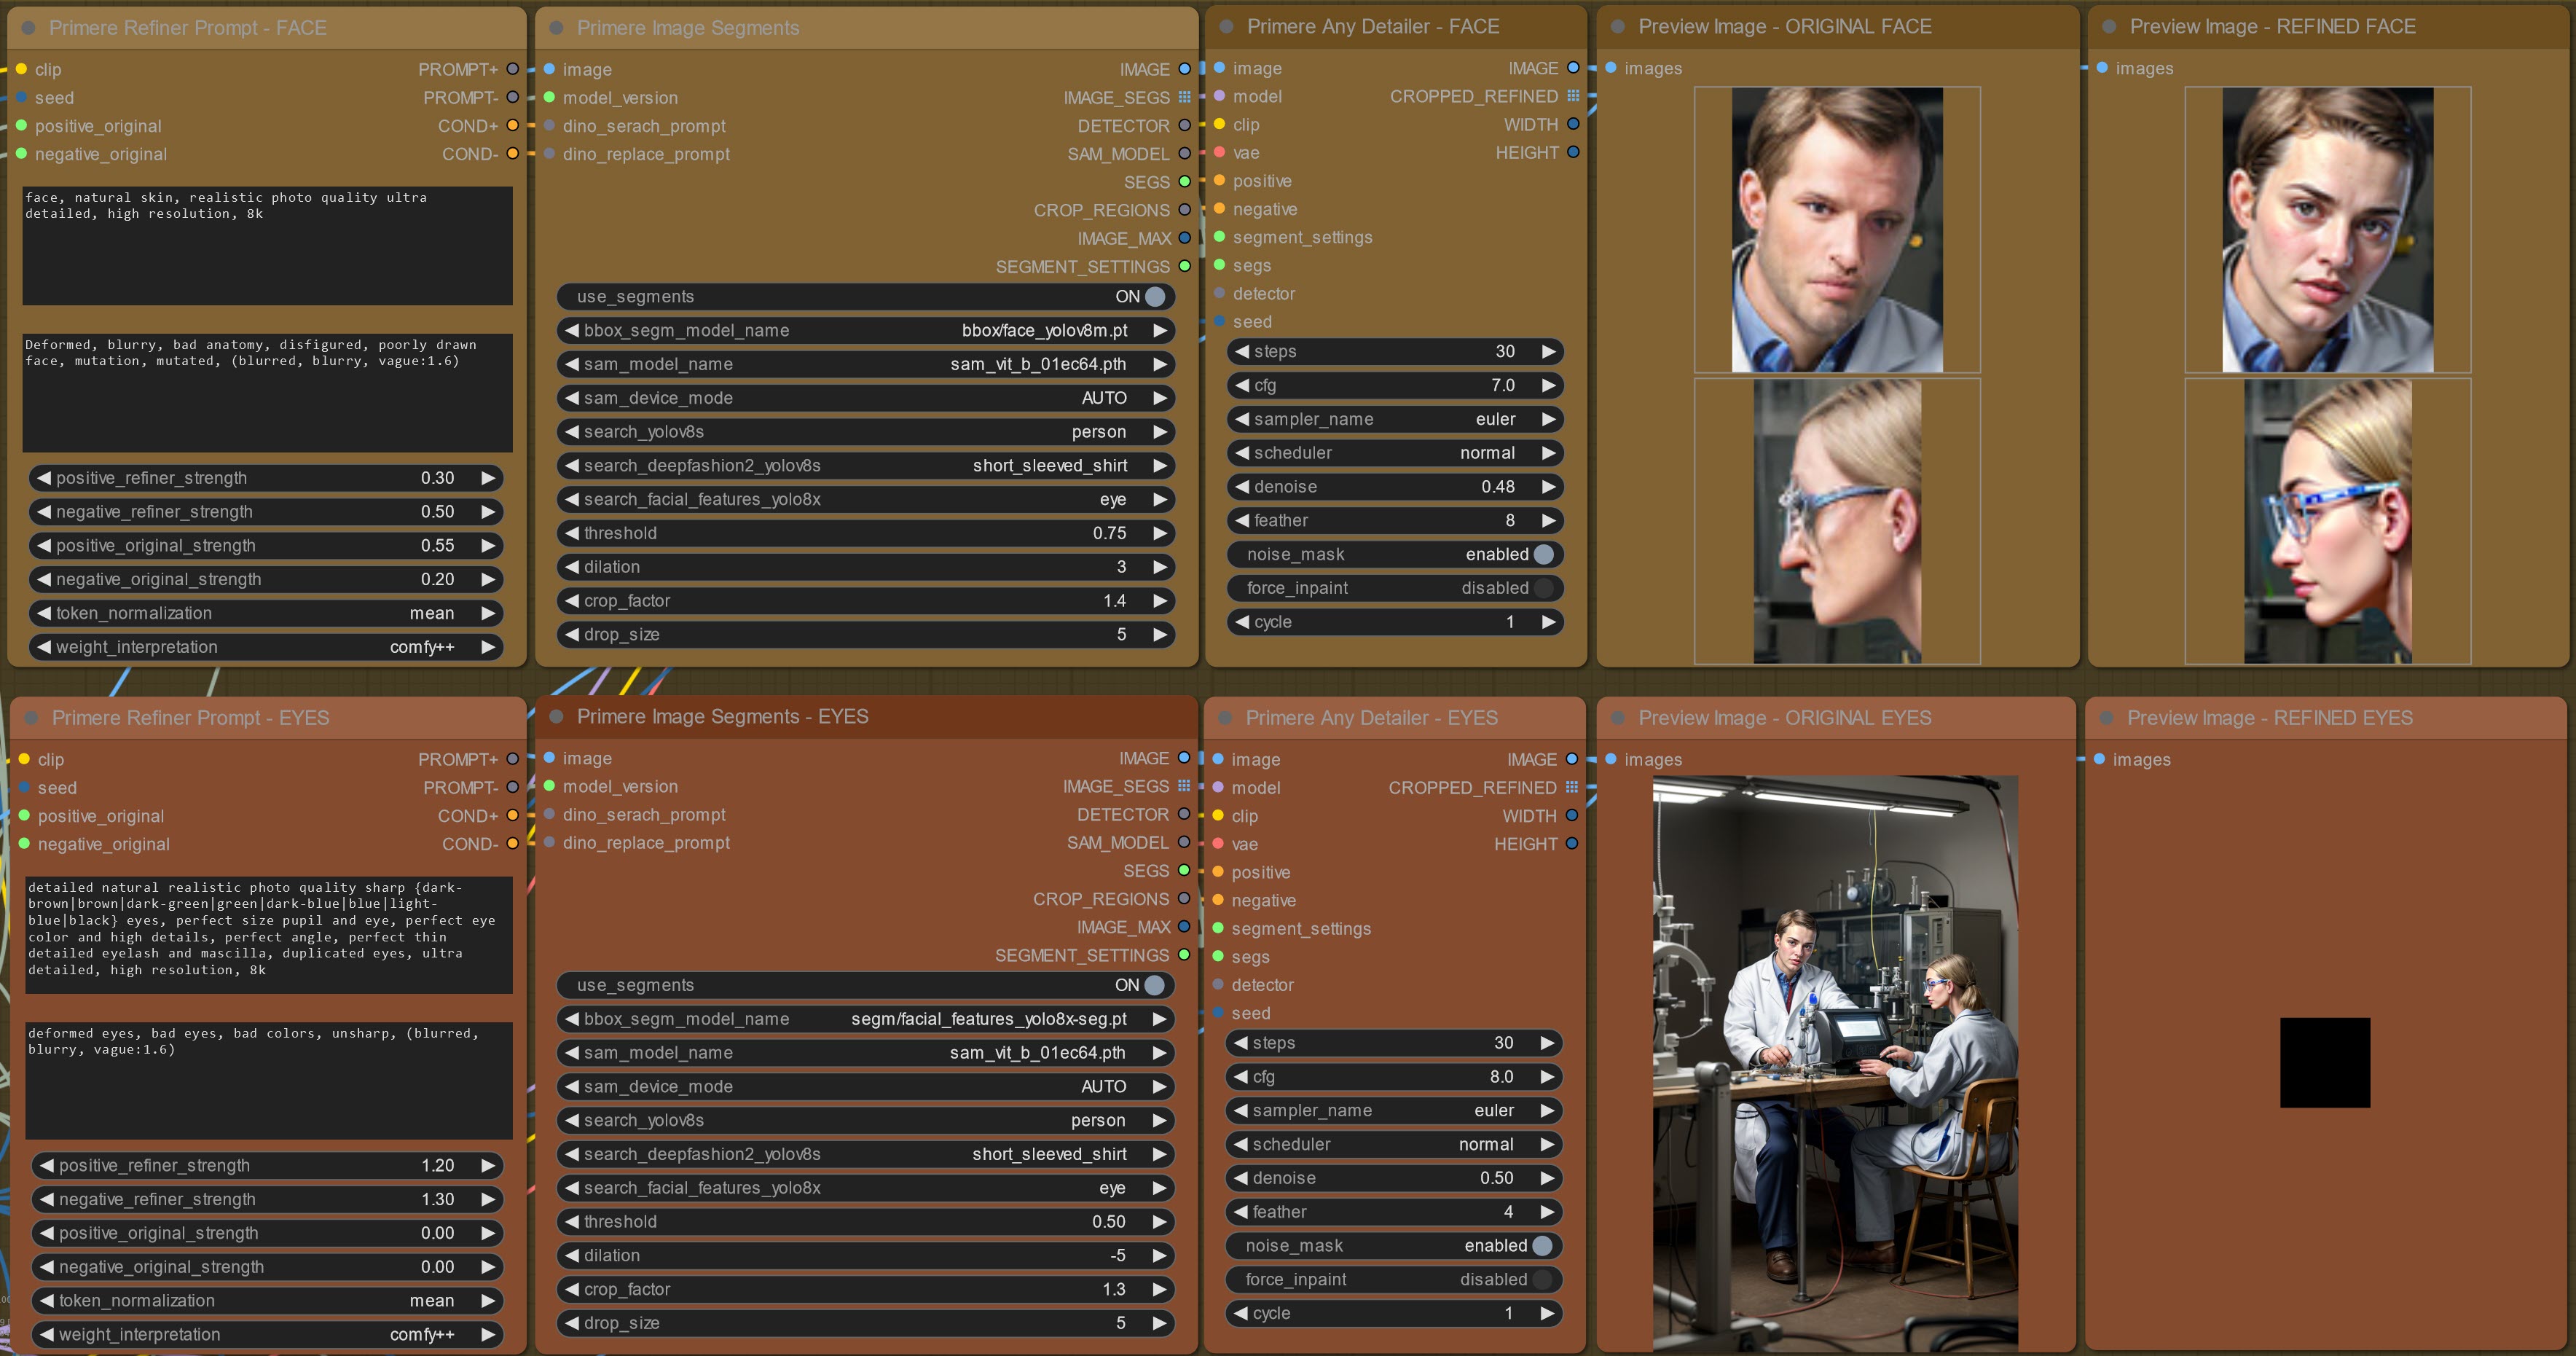 Primere Refiner Prompt - FACE
clip PROMPT+
seed PROMPT-
positive_original COND+
negative_original COND-
face, natural skin, realistic photo quality ultra
detailed, high resolution, 8k
Deformed, blurry, bad anatomy, disfigured, poorly drawn
face, mutation, mutated, (blurred, blurry, vague:1.6)
positive_refiner_strength 0.30
negative_refiner_strength 0.50
positive_original_strength 0.55
negative_original_strength 0.20
token_normalization mean
weight_interpretation comfy++
Primere Image Segments
image IMAGE
model_version IMAGE_SEGS
dino_serach_prompt DETECTOR
dino_replace_prompt SAM_MODEL
SEGS
CROP_REGIONS
IMAGE_MAX
SEGMENT_SETTINGS
use_segments ON
bbox_segm_model_name bbox/face_yolov8m.pt
sam_model_name sam_vit_b_01ec64.pth
sam_device_mode AUTO
search_yolov8s person
search_deepfashion2_yolov8s short_sleeved_shirt
search_facial_features_yolo8x eye
threshold 0.75
dilation 3
crop_factor 1.4
drop_size 5
Primere Any Detailer - FACE
image IMAGE
model CROPPED_REFINED
clip WIDTH
vae HEIGHT
positive
negative
segment_settings
segs
detector
seed
steps 30
cfg 7.0
sampler_name euler
scheduler normal
denoise 0.48
feather 8
noise_mask enabled
force_inpaint disabled
cycle 1
Preview Image - ORIGINAL FACE
images
Preview Image - REFINED FACE
images
Primere Refiner Prompt - EYES
clip PROMPT+
seed PROMPT-
positive_original COND+
negative_original COND-
detailed natural realistic photo quality sharp {dark-
brown|brown|dark-green|green|dark-blue|blue|light-
blue|black} eyes, perfect size pupil and eye, perfect eye
color and high details, perfect angle, perfect thin
detailed eyelash and mascilla, duplicated eyes, ultra
detailed, high resolution, 8k
deformed eyes, bad eyes, bad colors, unsharp, (blurred,
blurry, vague:1.6)
positive_refiner_strength 1.20
negative_refiner_strength 1.30
positive_original_strength 0.00
negative_original_strength 0.00
token_normalization mean
weight_interpretation comfy++
Primere Image Segments - EYES
image IMAGE
model_version IMAGE_SEGS
dino_serach_prompt DETECTOR
dino_replace_prompt SAM_MODEL
SEGS
CROP_REGIONS
IMAGE_MAX
SEGMENT_SETTINGS
use_segments ON
bbox_segm_model_name segm/facial_features_yolo8x-seg.pt
sam_model_name sam_vit_b_01ec64.pth
sam_device_mode AUTO
search_yolov8s person
search_deepfashion2_yolov8s short_sleeved_shirt
search_facial_features_yolo8x eye
threshold 0.50
dilation -5
crop_factor 1.3
drop_size 5
Primere Any Detailer - EYES
image IMAGE
model CROPPED_REFINED
clip WIDTH
vae HEIGHT
positive
negative
segment_settings
segs
detector
seed
steps 30
cfg 8.0
sampler_name euler
scheduler normal
denoise 0.50
feather 4
noise_mask enabled
force_inpaint disabled
cycle 1
Preview Image - ORIGINAL EYES
images
Preview Image - REFINED EYES
images